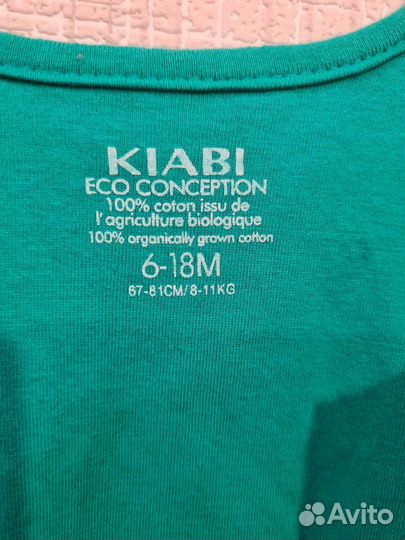 KIABI
ECO CONCEPTION
100% coton issu de
l'agriculture biologique
100% organically grown cotton
6-18M
67-81CM/8-11KG
Avito